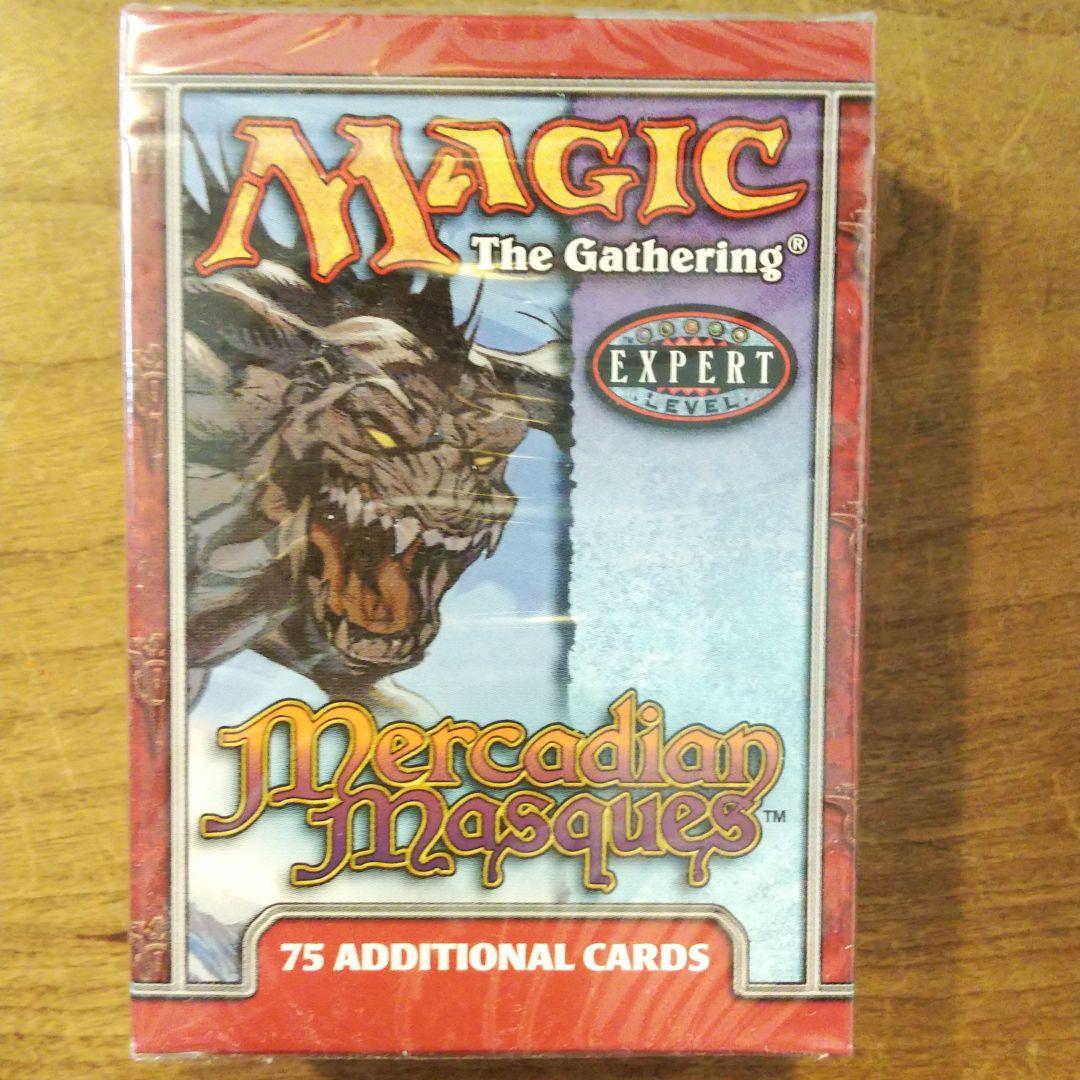 MAGIC
The Gathering®
EXPERT
LEVEL
Mercadian
Masques™
75 ADDITIONAL CARDS